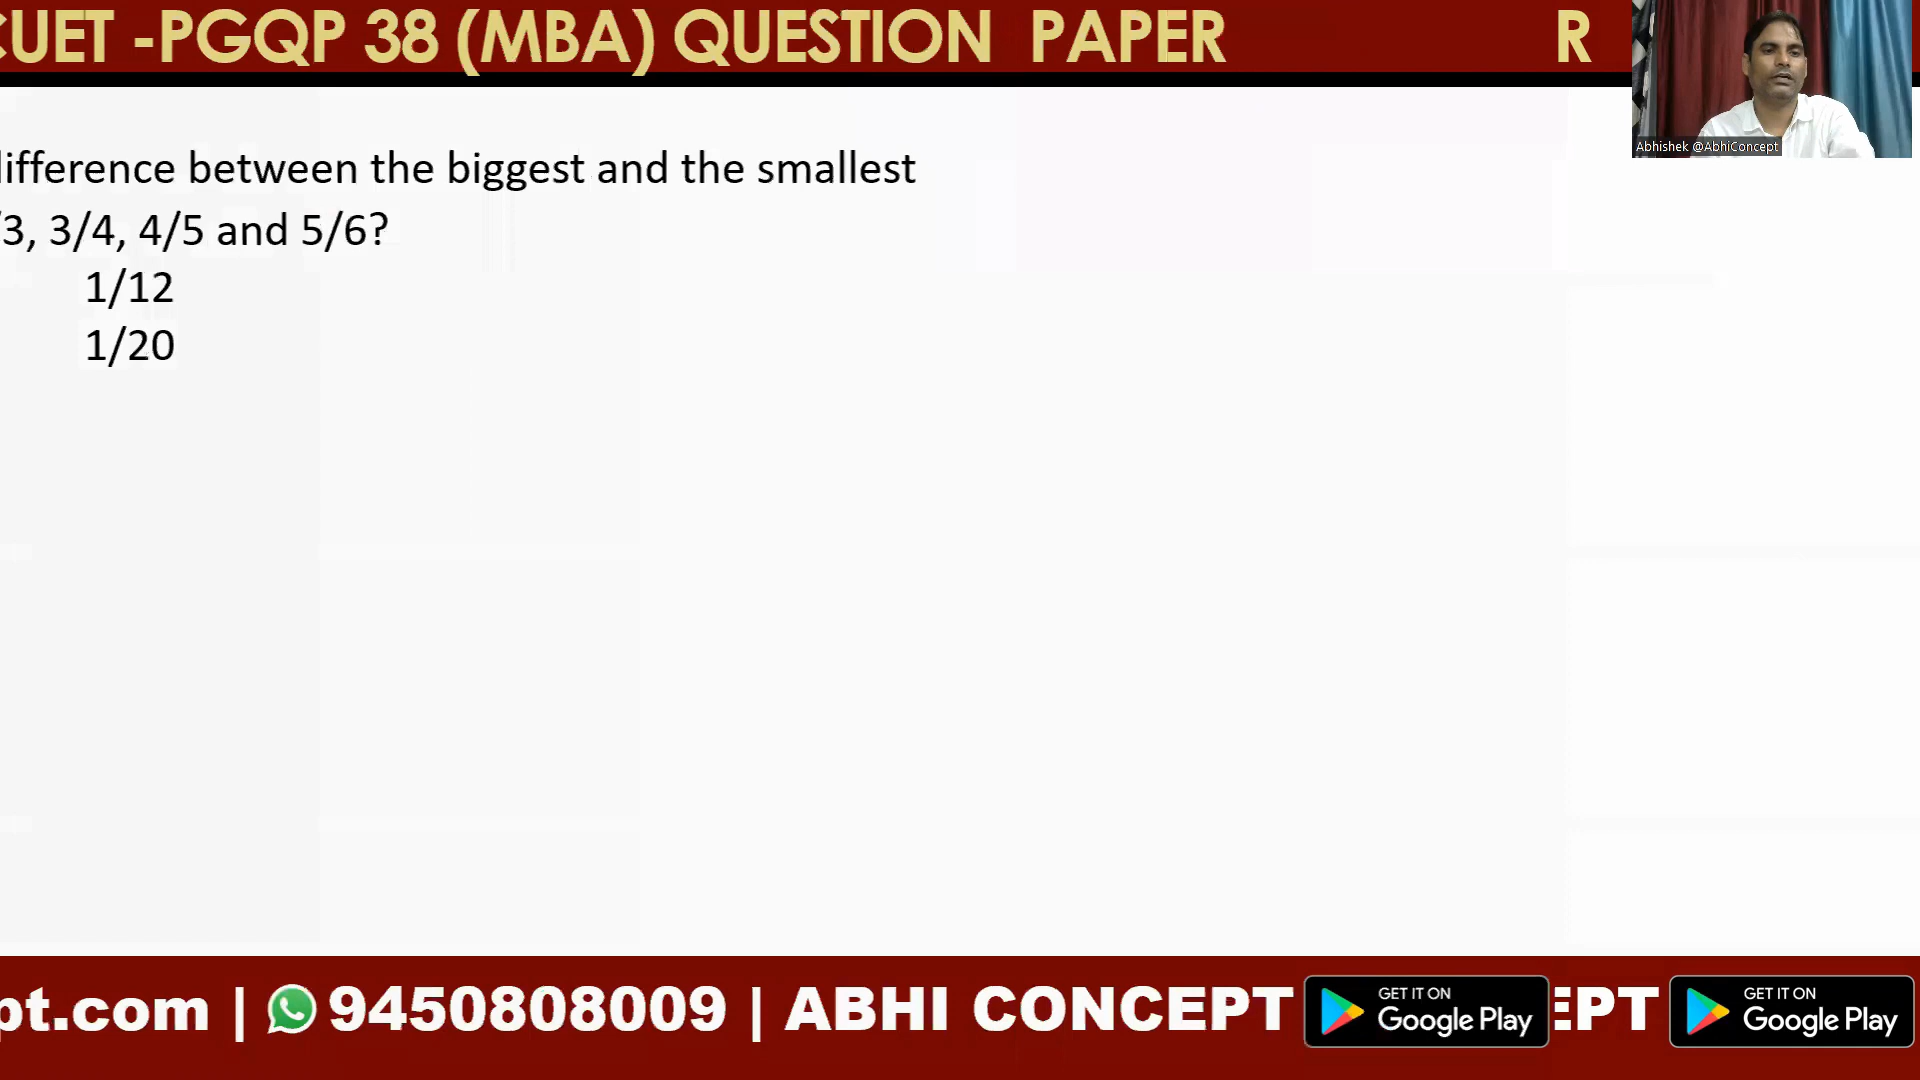 CUET -PGQP 38 (MBA) QUESTION PAPER R
Abhishek @AbhiConcept
difference between the biggest and the smallest
/3, 3/4, 4/5 and 5/6?
1/12
1/20
pt.com | 9450808009 | ABHI CONCEPT GET IT ON Google Play EPT GET IT ON Google Play